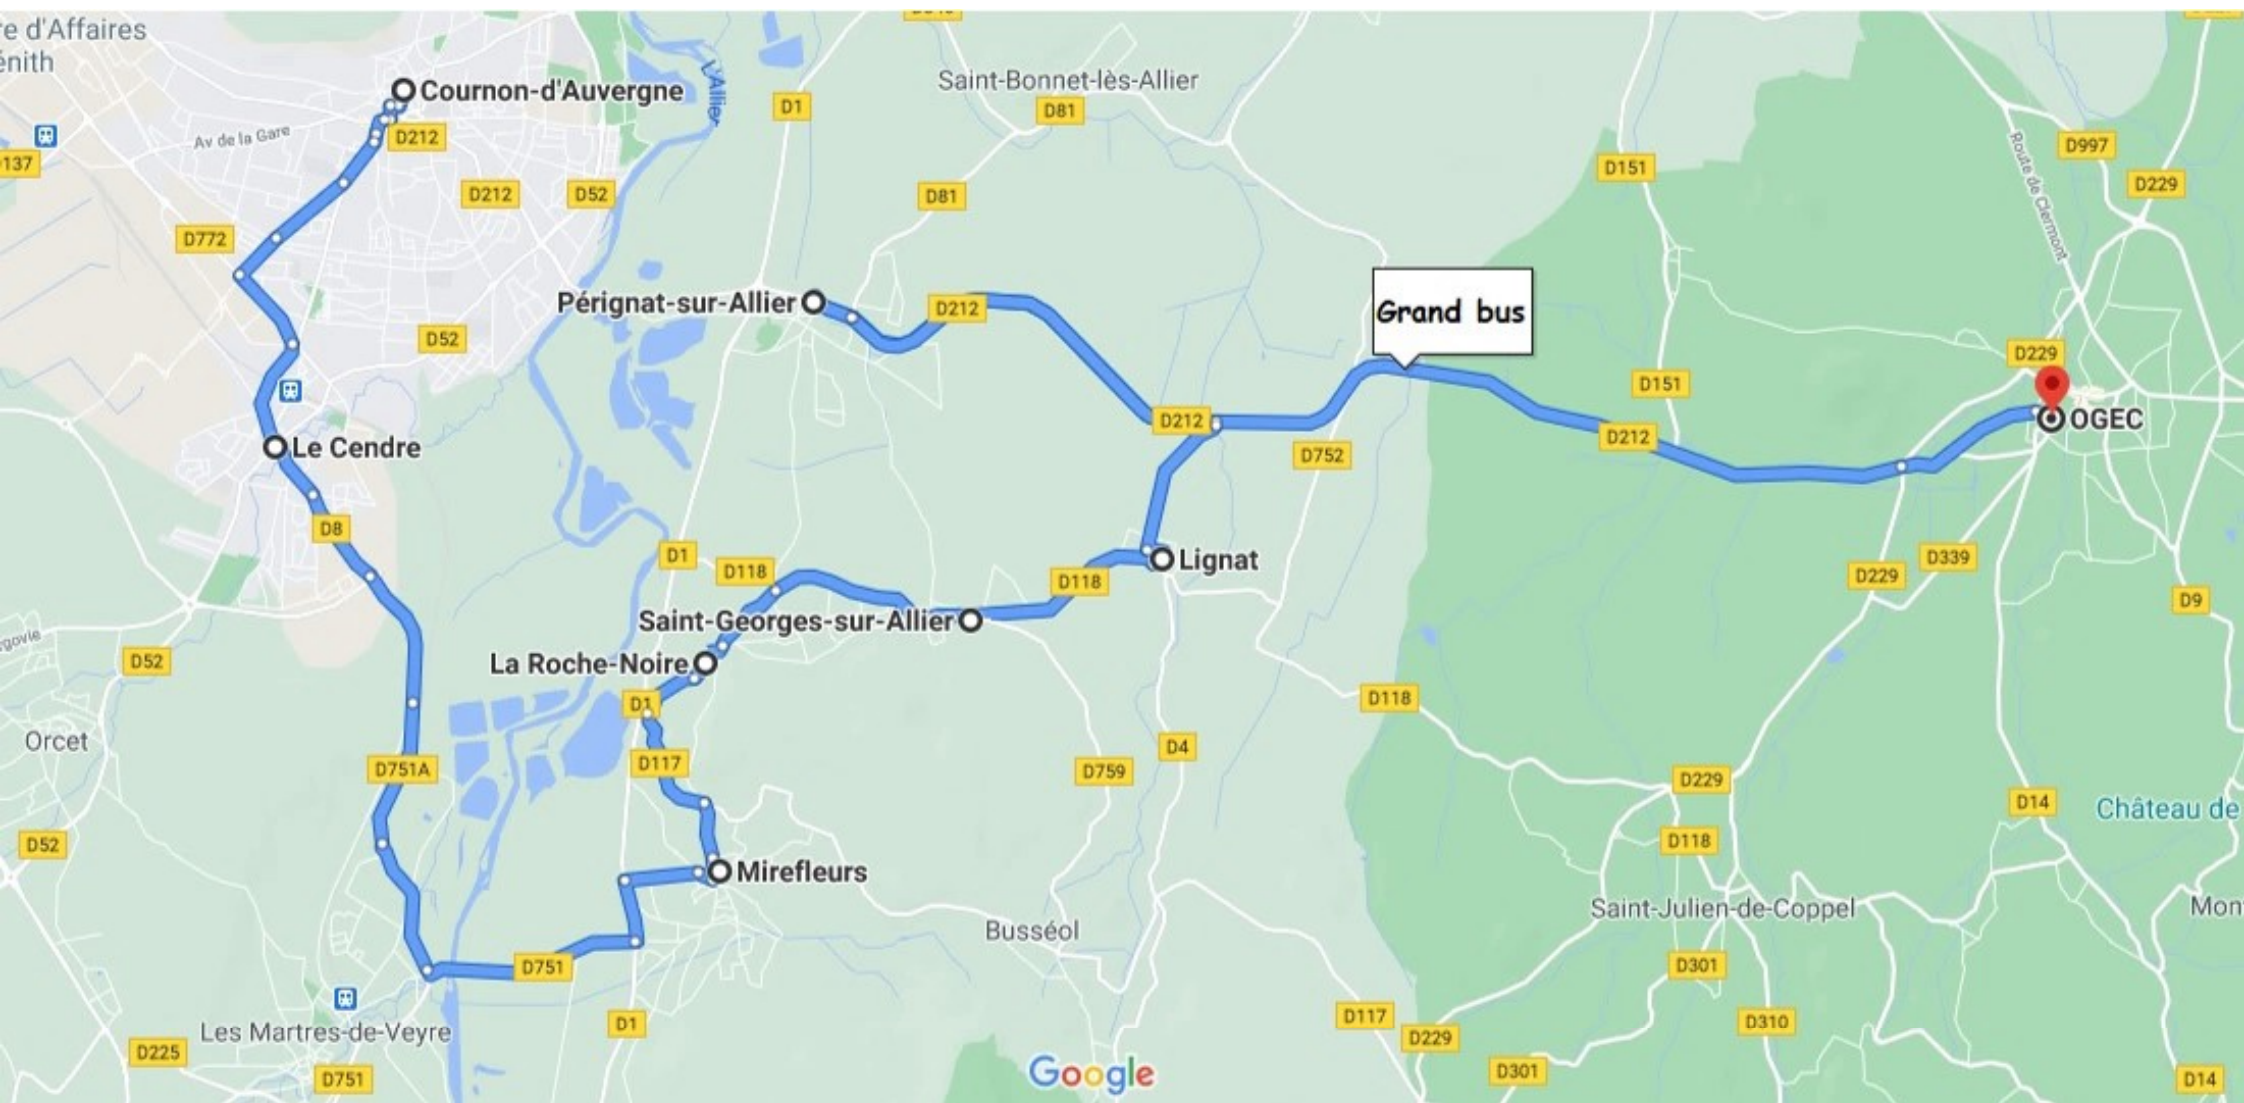 re d'Affaires
énith
Cournon-d'Auvergne
L'Allier
D1
Saint-Bonnet-lès-Allier
D81
Av de la Gare
D212
137
D212
D52
D81
D151
Route de Clermont
D997
D229
D772
Pérignat-sur-Allier
D212
Grand bus
D52
D229
D151
OGEC
D212
D212
D752
Le Cendre
D8
D1
D118
Lignat
D118
D229
D339
D9
Saint-Georges-sur-Allier
La Roche-Noire
D1
D118
govie
D52
Orcet
D751A
D117
D759
D4
D229
D14
Château de
D52
D118
Mirefleurs
Saint-Julien-de-Coppel
Mon
Busséol
D751
D301
Les Martres-de-Veyre
D1
D117
D229
D310
D225
D751
Google
D301
D14